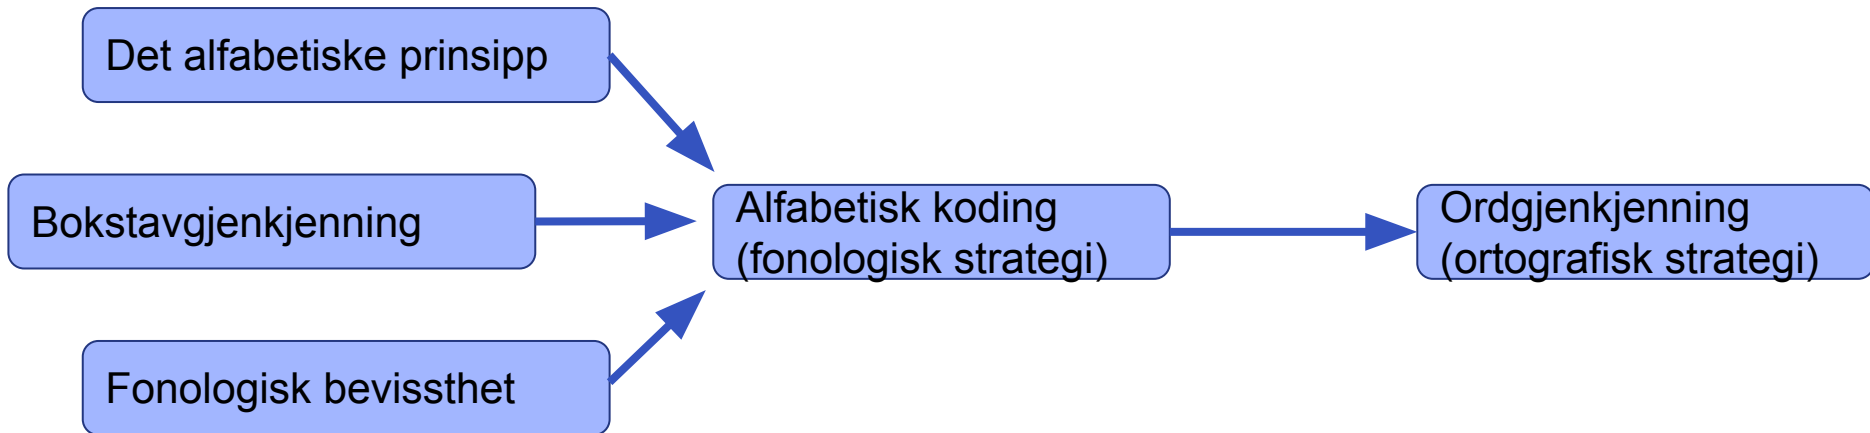 Det alfabetiske prinsipp
Bokstavgjenkjenning
Fonologisk bevissthet
Alfabetisk koding
(fonologisk strategi)
Ordgjenkjenning
(ortografisk strategi)